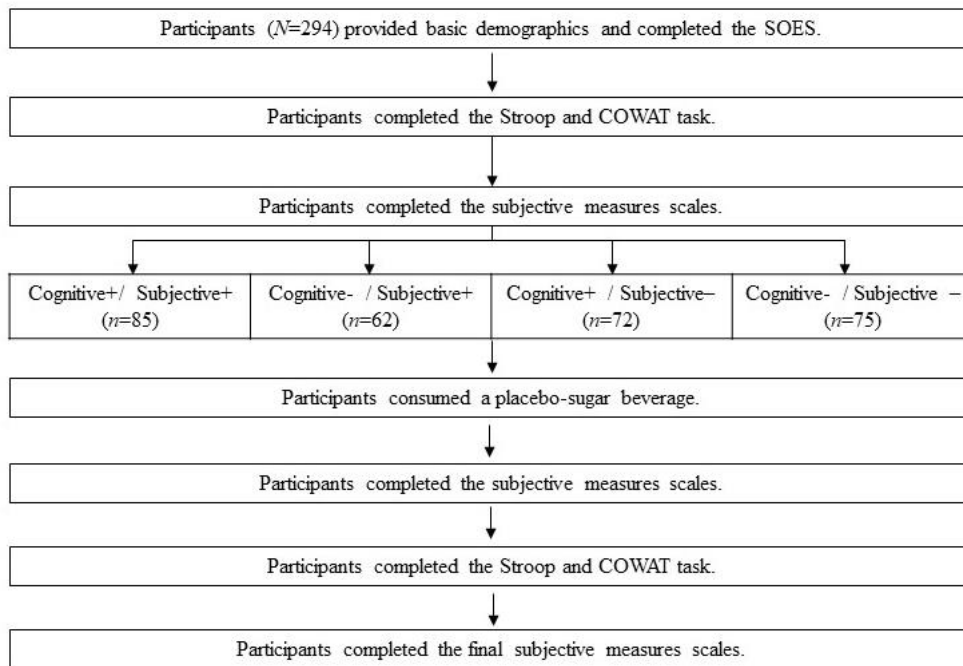 Participants (N=294) provided basic demographics and completed the SOES.
Participants completed the Stroop and COWAT task.
Participants completed the subjective measures scales.
Cognitive+/ Subjective+
(n=85)
Cognitive- / Subjective+
(n=62)
Cognitive+ / Subjective–
(n=72)
Cognitive- / Subjective –
(n=75)
Participants consumed a placebo-sugar beverage.
Participants completed the subjective measures scales.
Participants completed the Stroop and COWAT task.
Participants completed the final subjective measures scales.